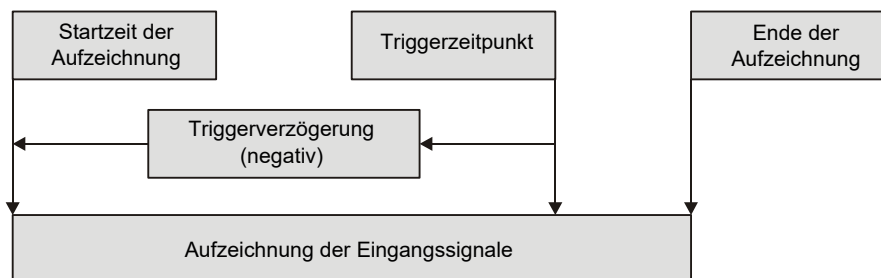 Startzeit der
Aufzeichnung
Triggerzeitpunkt
Ende der
Aufzeichnung
Triggerverzögerung
(negativ)
Aufzeichnung der Eingangssignale